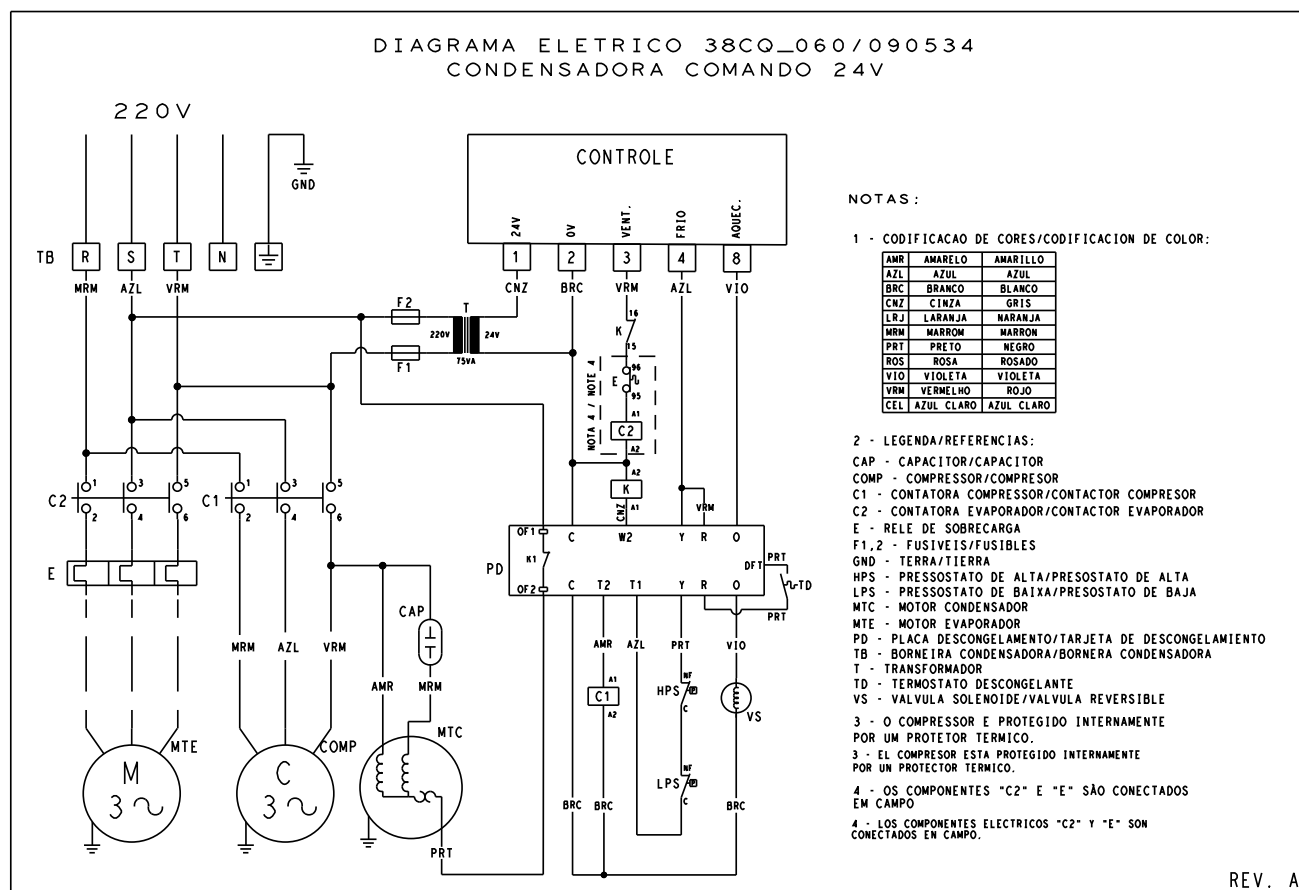 DIAGRAMA ELETRICO 38CQ_060/090534
CONDENSADORA COMANDO 24V
220V
GND
TB R S T N
MRM AZL VRM
CONTROLE
24V 0V VENT. FRIO AQUEC.
1 2 3 4 8
CNZ BRC VRM AZL VIO
F2
T
220V 24V
F1
75VA
16
K
15
96
E
95
NOTA 4 / NOTE 4
A1
C2
A2
A2
K
A1
CNZ
VRM
C2 1 3 5
2 4 6
C1 1 3 5
2 4 6
E
PD
OF1 C W2 Y R O
K1
DFT
OF2 C T2 T1 Y R O
PRT
TD
PRT
CAP
MRM AZL VRM
AMR MRM
AMR AZL PRT VIO
A1
C1
A2
NF
HPS P
C
VS
NF
LPS P
C
BRC BRC BRC
MTE
M
3
COMP
C
3
MTC
PRT
NOTAS:
1 - CODIFICACAO DE CORES/CODIFICACION DE COLOR:
AMR AMARELO AMARILLO
AZL AZUL AZUL
BRC BRANCO BLANCO
CNZ CINZA GRIS
LRJ LARANJA NARANJA
MRM MARROM MARRON
PRT PRETO NEGRO
ROS ROSA ROSADO
VIO VIOLETA VIOLETA
VRM VERMELHO ROJO
CEL AZUL CLARO AZUL CLARO
2 - LEGENDA/REFERENCIAS:
CAP - CAPACITOR/CAPACITOR
COMP - COMPRESSOR/COMPRESOR
C1 - CONTATORA COMPRESSOR/CONTACTOR COMPRESOR
C2 - CONTATORA EVAPORADOR/CONTACTOR EVAPORADOR
E - RELE DE SOBRECARGA
F1,2 - FUSIVEIS/FUSIBLES
GND - TERRA/TIERRA
HPS - PRESSOSTATO DE ALTA/PRESOSTATO DE ALTA
LPS - PRESSOSTATO DE BAIXA/PRESOSTATO DE BAJA
MTC - MOTOR CONDENSADOR
MTE - MOTOR EVAPORADOR
PD - PLACA DESCONGELAMENTO/TARJETA DE DESCONGELAMIENTO
TB - BORNEIRA CONDENSADORA/BORNERA CONDENSADORA
T - TRANSFORMADOR
TD - TERMOSTATO DESCONGELANTE
VS - VALVULA SOLENOIDE/VALVULA REVERSIBLE
3 - O COMPRESSOR E PROTEGIDO INTERNAMENTE
POR UM PROTETOR TERMICO.
3 - EL COMPRESOR ESTA PROTEGIDO INTERNAMENTE
POR UN PROTECTOR TERMICO.
4 - OS COMPONENTES "C2" E "E" SÃO CONECTADOS
EM CAMPO
4 - LOS COMPONENTES ELECTRICOS "C2" Y "E" SON
CONECTADOS EN CAMPO.
REV. A